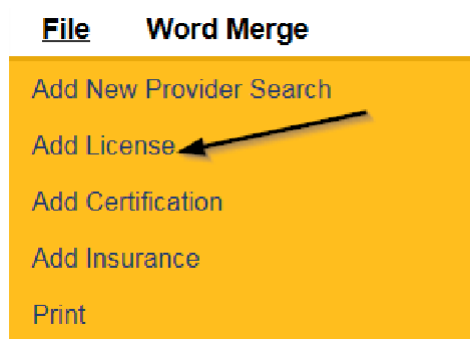 File Word Merge
Add New Provider Search
Add License
Add Certification
Add Insurance
Print